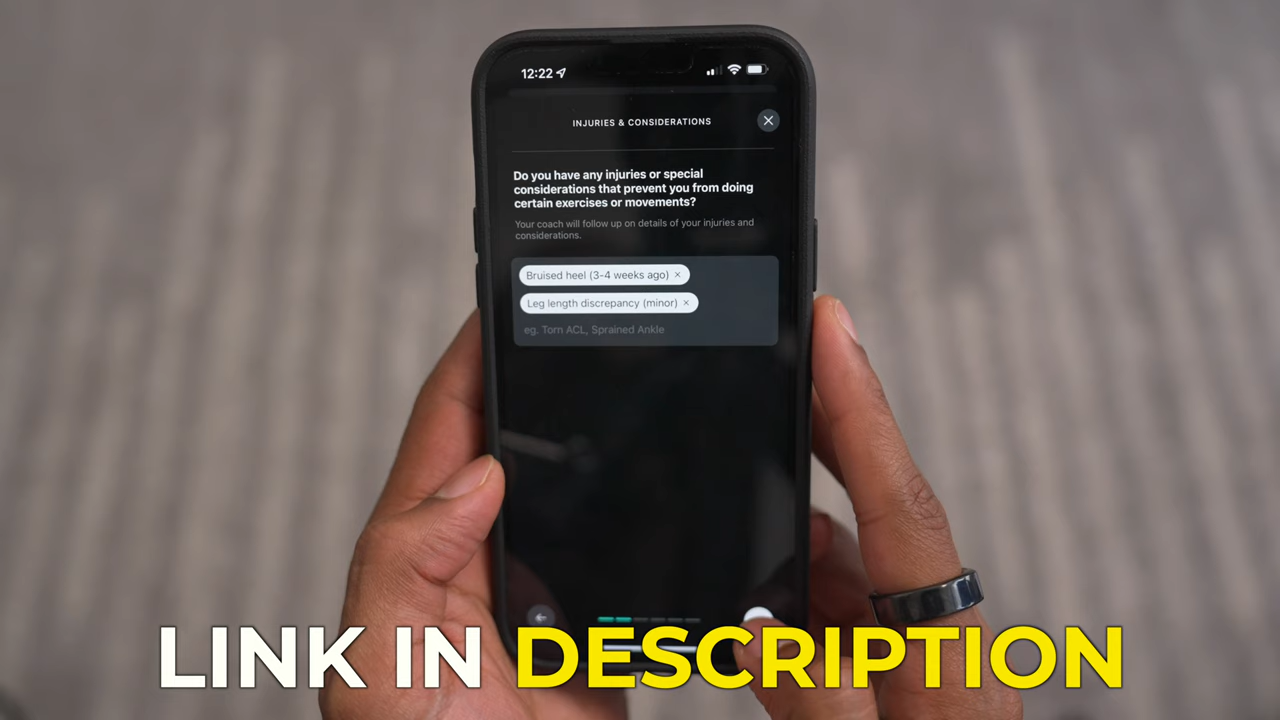 12:22
INJURIES & CONSIDERATIONS
Do you have any injuries or special
considerations that prevent you from doing
certain exercises or movements?
Your coach will follow up on details of your injuries and
considerations.
Bruised heel (3-4 weeks ago) ×
Leg length discrepancy (minor) ×
eg. Torn ACL, Sprained Ankle
LINK IN DESCRIPTION